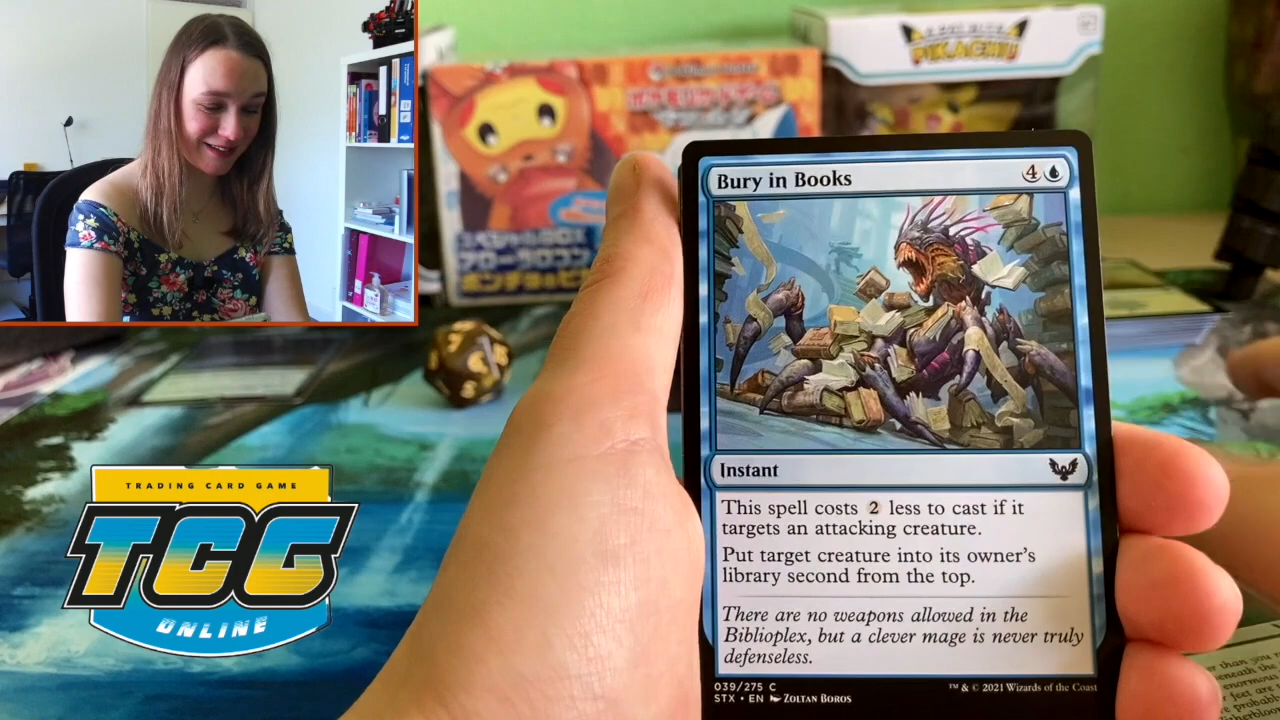 PIKACHU
Bury in Books 4
Instant
This spell costs 2 less to cast if it
targets an attacking creature.
Put target creature into its owner's
library second from the top.
There are no weapons allowed in the
Biblioplex, but a clever mage is never truly
defenseless.
039/275 C
STX • EN ZOLTAN BOROS
™ & © 2021 Wizards of the Coast
TRADING CARD GAME
TCG
ONLINE